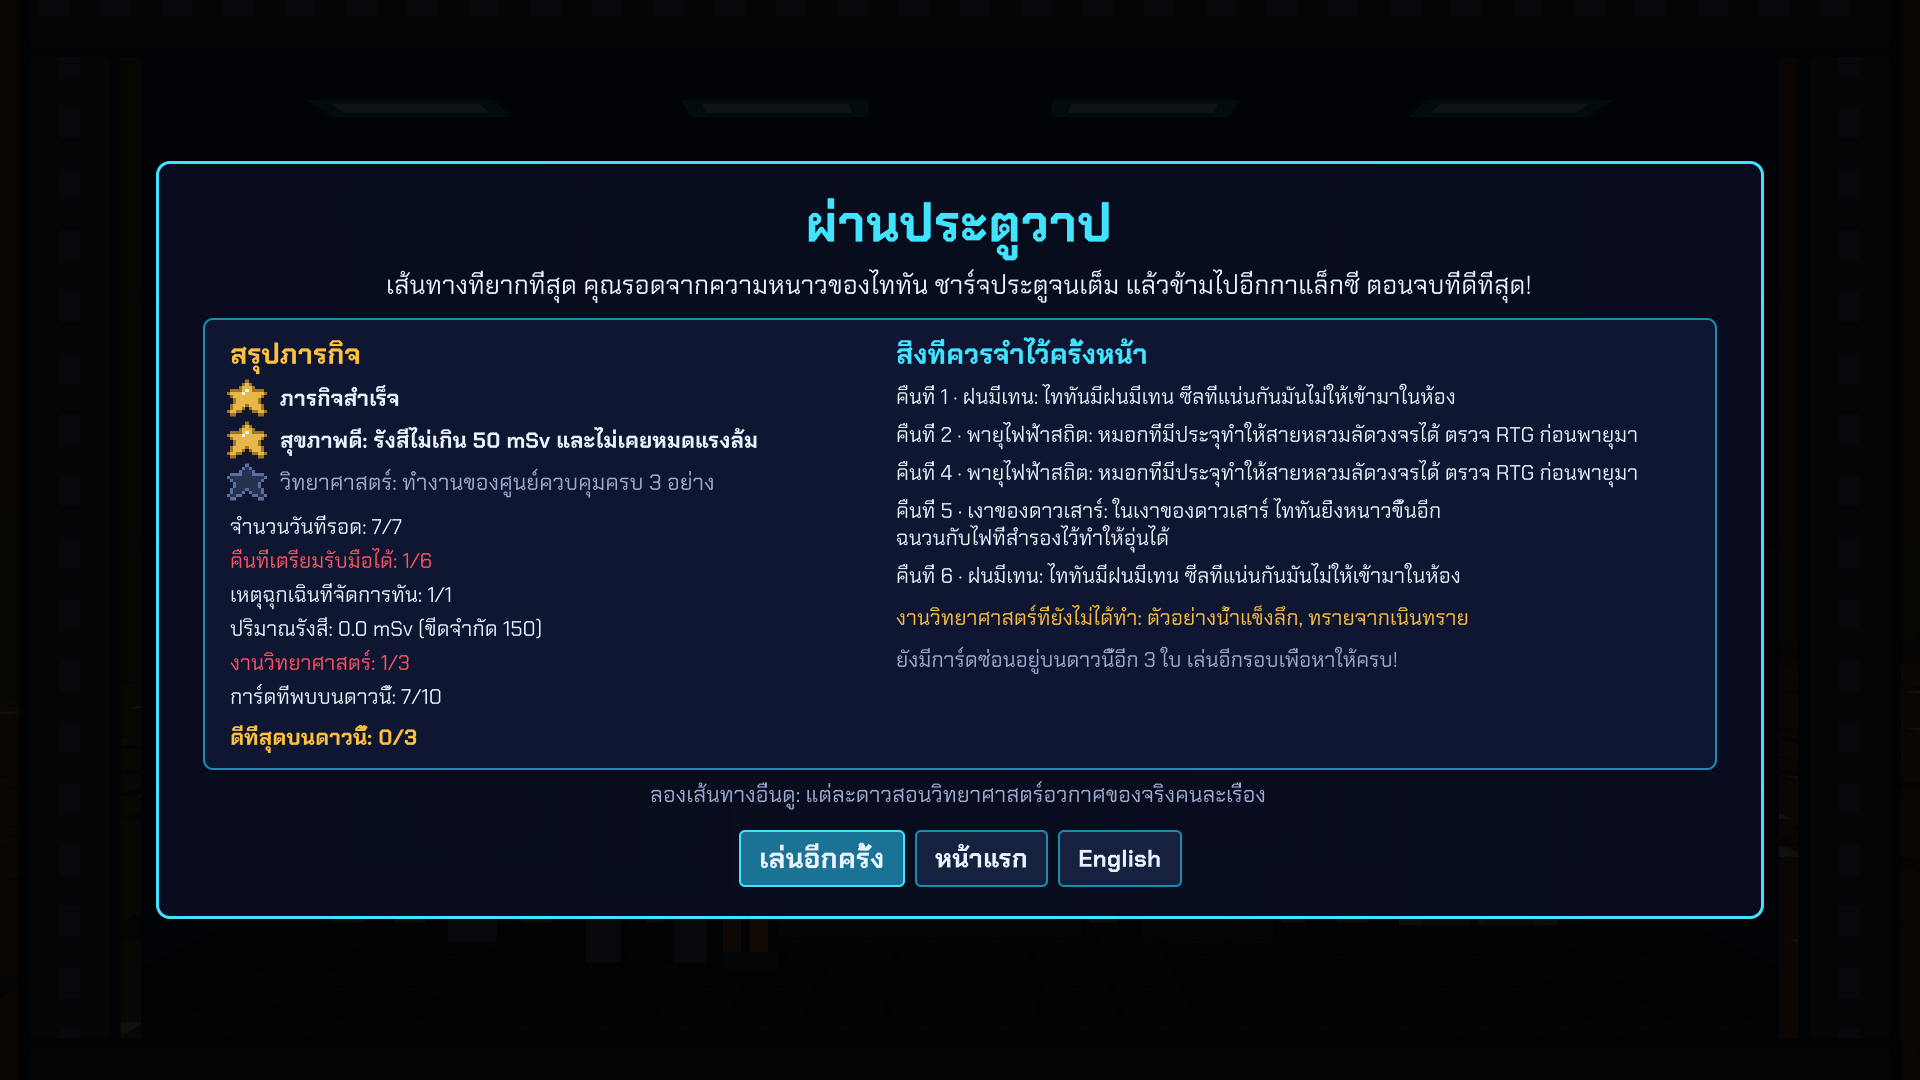 ผ่านประตูวาป
เส้นทางที่ยากที่สุด คุณรอดจากความหนาวของไททัน ชาร์จประตูจนเต็ม แล้วข้ามไปอีกกาแล็กซี ตอนจบที่ดีที่สุด!
สรุปภารกิจ
ภารกิจสำเร็จ
สุขภาพดี: รังสีไม่เกิน 50 mSv และไม่เคยหมดแรงล้ม
วิทยาศาสตร์: ทำงานของศูนย์ควบคุมครบ 3 อย่าง
จำนวนวันที่รอด: 7/7
คืนที่เตรียมรับมือได้: 1/6
เหตุฉุกเฉินที่จัดการทัน: 1/1
ปริมาณรังสี: 0.0 mSv (ขีดจำกัด 150)
งานวิทยาศาสตร์: 1/3
การ์ดที่พบบนดาวนี้: 7/10
ดีที่สุดบนดาวนี้: 0/3
สิ่งที่ควรจำไว้ครั้งหน้า
คืนที่ 1 · ฝนมีเทน: ไททันมีฝนมีเทน ซีลที่แน่นกันมันไม่ให้เข้ามาในห้อง
คืนที่ 2 · พายุไฟฟ้าสถิต: หมอกที่มีประจุทำให้สายหลวมลัดวงจรได้ ตรวจ RTG ก่อนพายุมา
คืนที่ 4 · พายุไฟฟ้าสถิต: หมอกที่มีประจุทำให้สายหลวมลัดวงจรได้ ตรวจ RTG ก่อนพายุมา
คืนที่ 5 · เงาของดาวเสาร์: ในเงาของดาวเสาร์ ไททันยิ่งหนาวขึ้นอีก
ฉนวนกับไฟที่สำรองไว้ทำให้อุ่นได้
คืนที่ 6 · ฝนมีเทน: ไททันมีฝนมีเทน ซีลที่แน่นกันมันไม่ให้เข้ามาในห้อง
งานวิทยาศาสตร์ที่ยังไม่ได้ทำ: ตัวอย่างน้ำแข็งลึก, ทรายจากเนินทราย
ยังมีการ์ดซ่อนอยู่บนดาวนี้อีก 3 ใบ เล่นอีกรอบเพื่อหาให้ครบ!
ลองเส้นทางอื่นดู: แต่ละดาวสอนวิทยาศาสตร์อวกาศของจริงคนละเรื่อง
เล่นอีกครั้ง
หน้าแรก
English